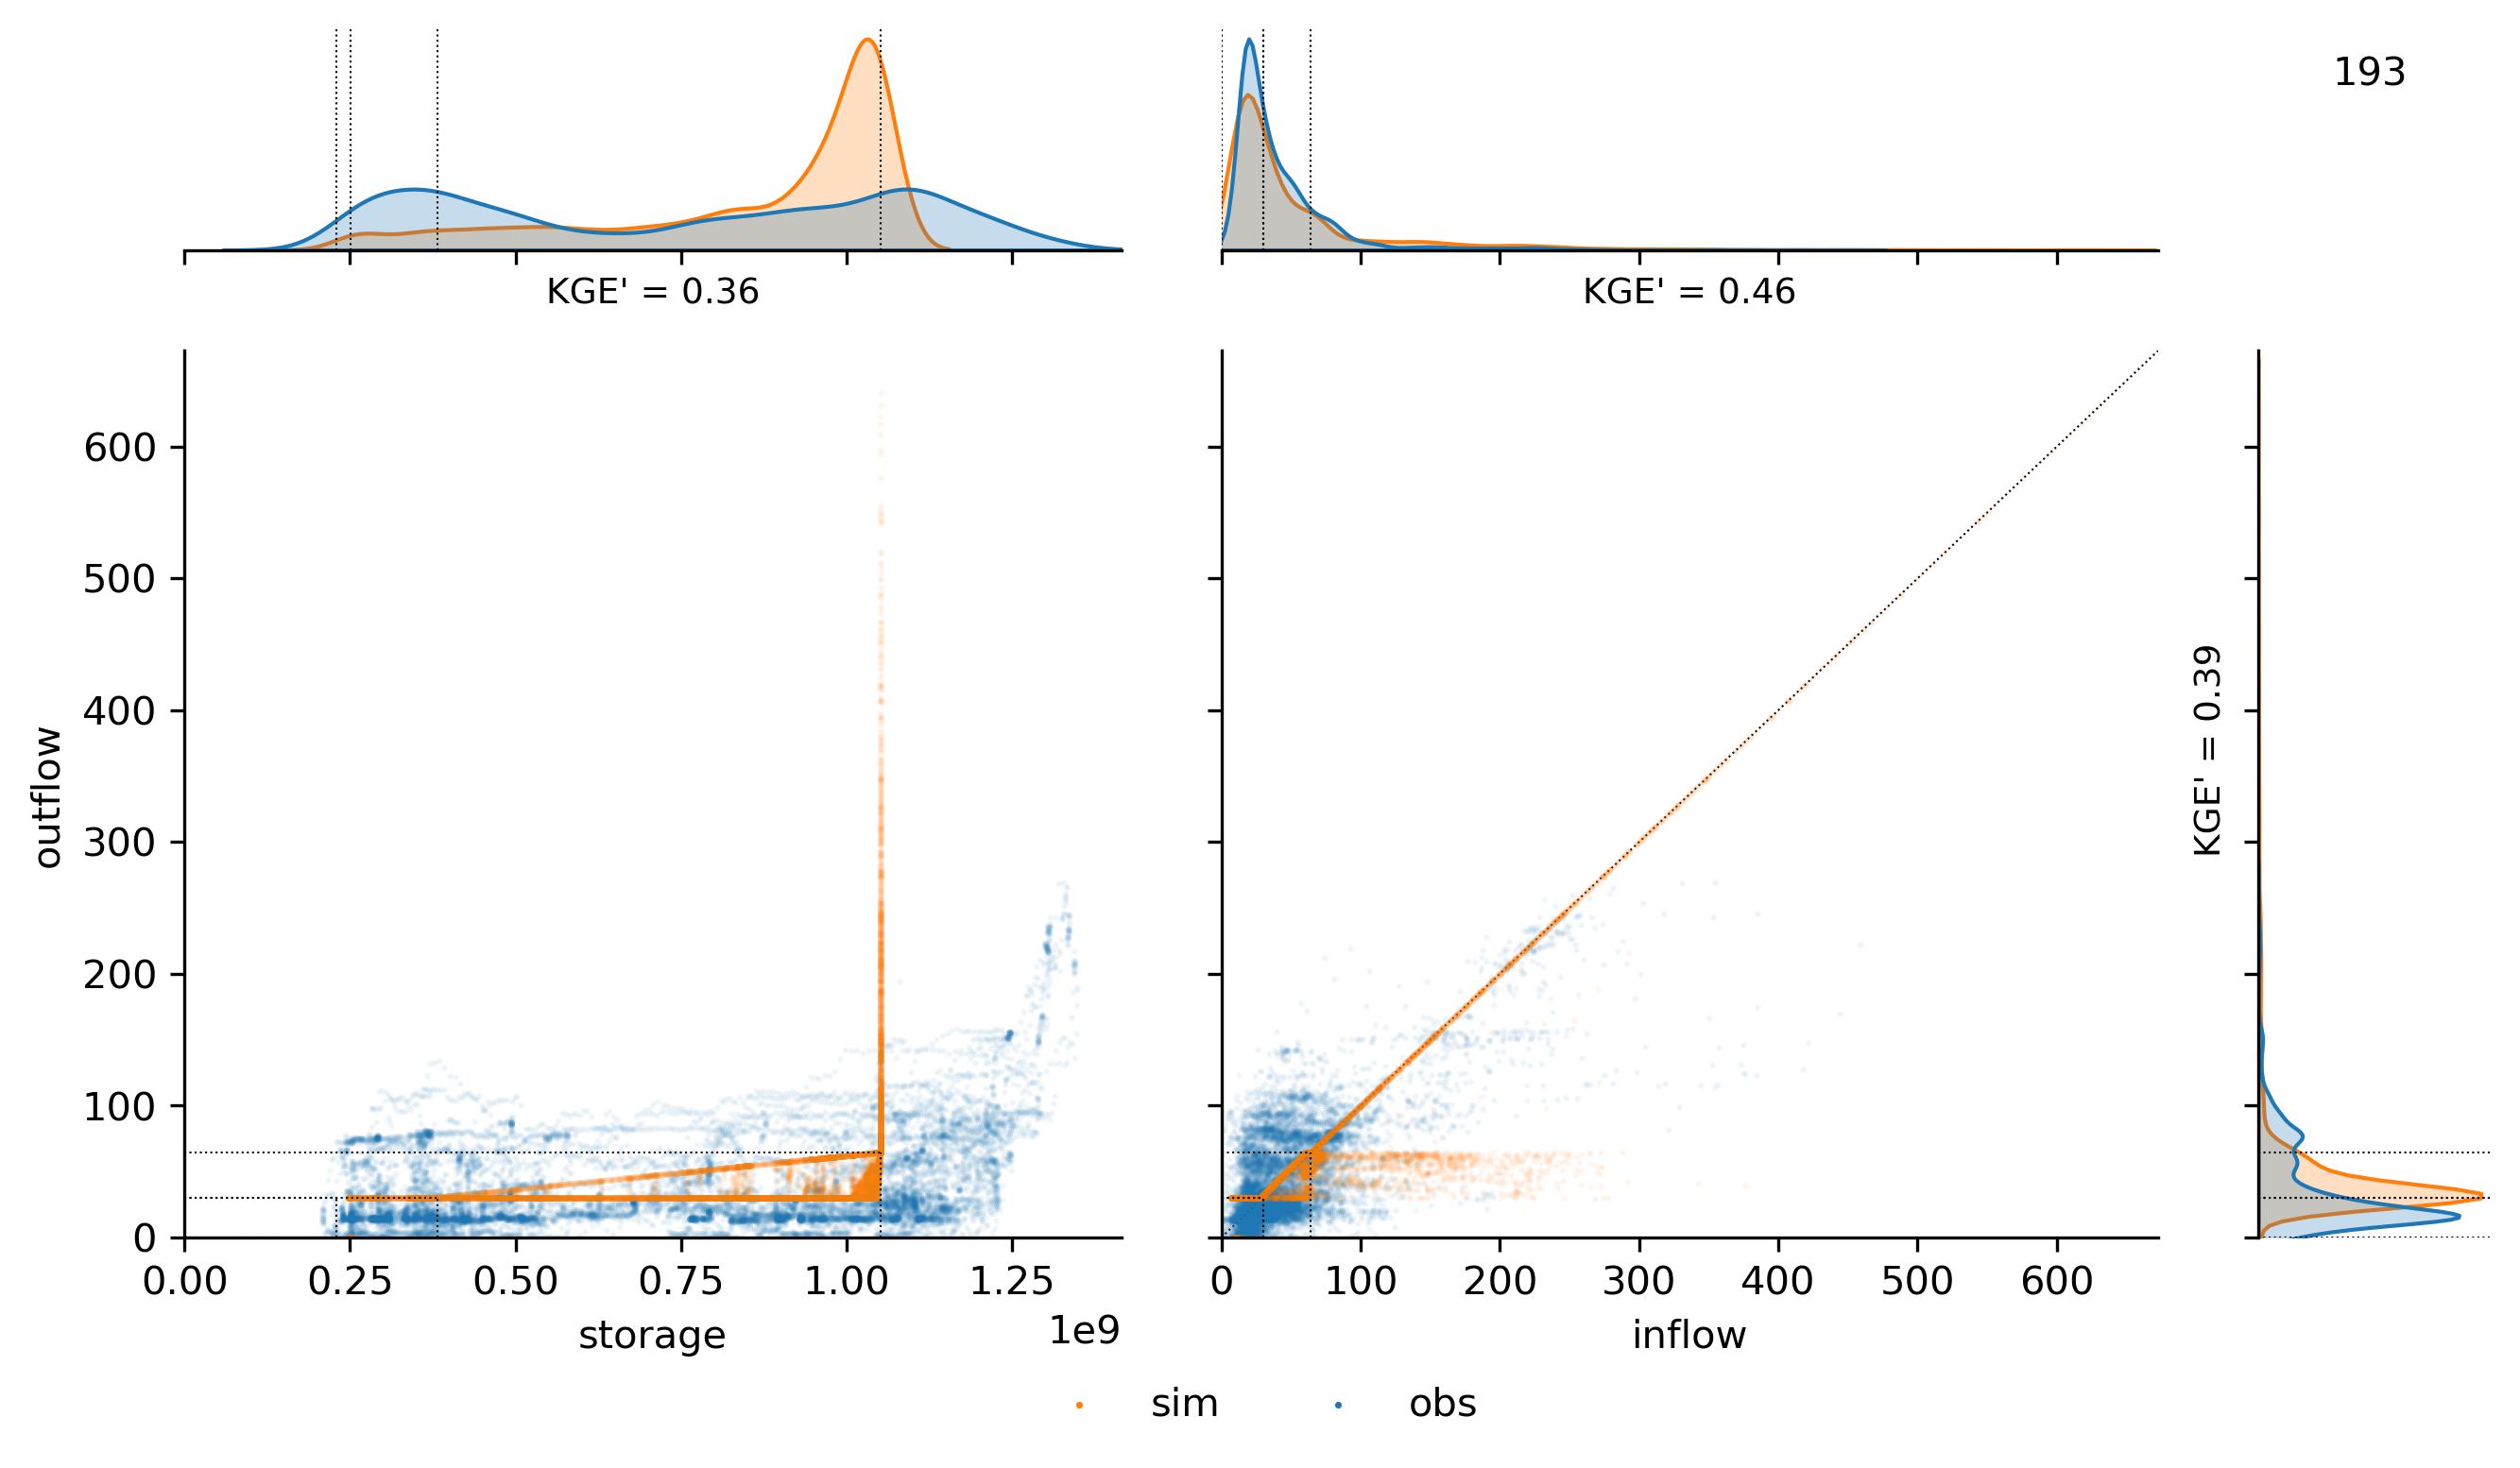 193
KGE' = 0.36
KGE' = 0.46
600
500
400
300
200
100
0
outflow
KGE' = 0.39
0.00 0.25 0.50 0.75 1.00 1.25
0 100 200 300 400 500 600
1e9
storage
inflow
sim obs